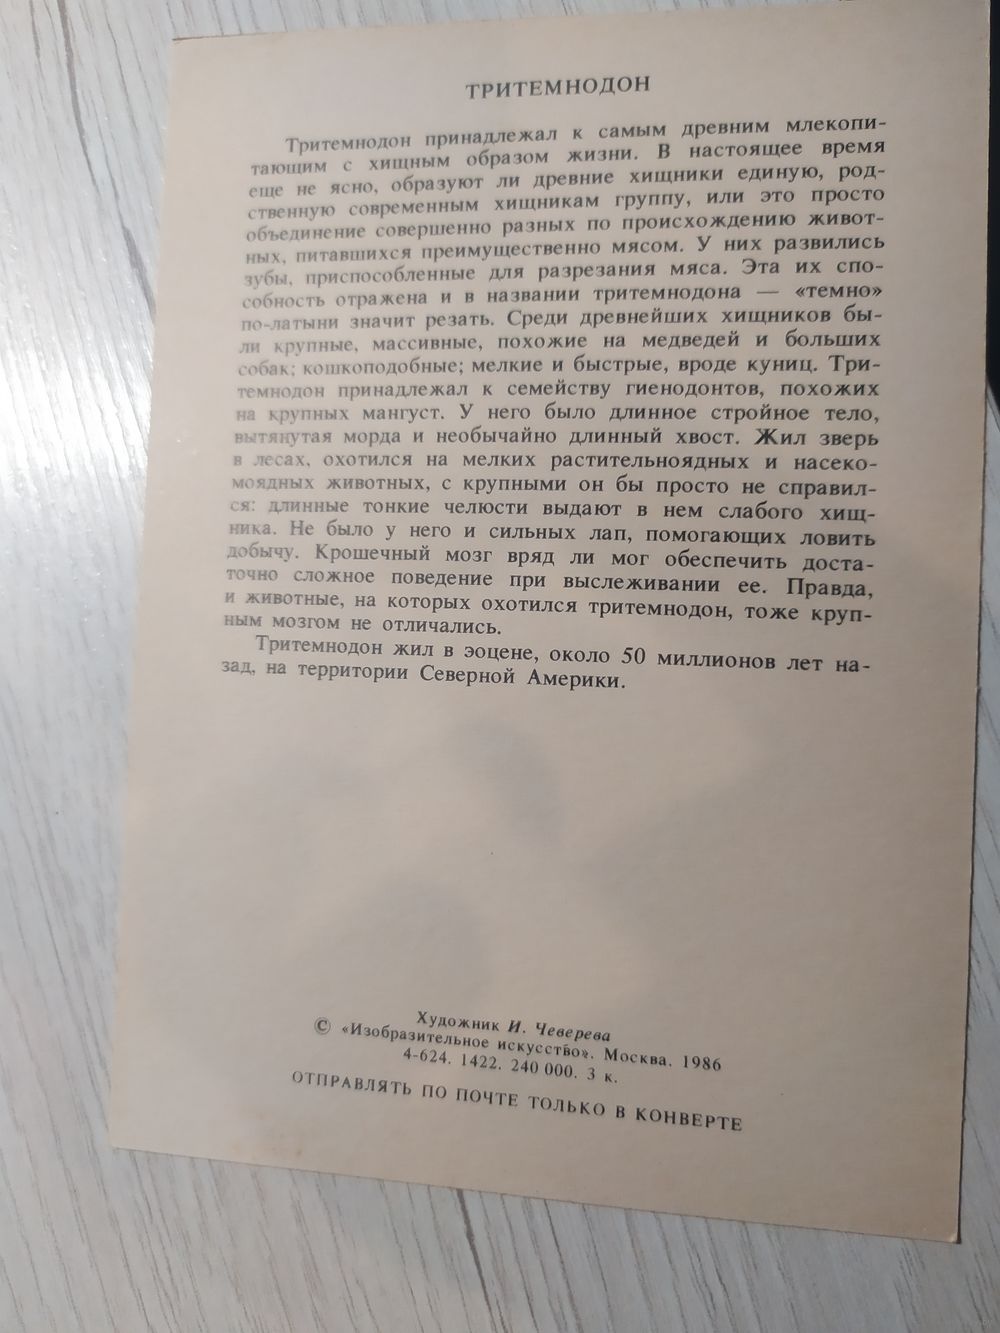 ТРИТЕМНОДОН
Тритемнодон принадлежал к самым древним млекопи-
тающим с хищным образом жизни. В настоящее время
еще не ясно, образуют ли древние хищники единую, род-
ственную современным хищникам группу, или это просто
объединение совершенно разных по происхождению живот-
ных, питавшихся преимущественно мясом. У них развились
зубы, приспособленные для разрезания мяса. Эта их спо-
собность отражена и в названии тритемнодона — «темно»
по-латыни значит резать. Среди древнейших хищников бы-
ли крупные, массивные, похожие на медведей и больших
собак; кошкоподобные; мелкие и быстрые, вроде куниц. Три-
темнодон принадлежал к семейству гиенодонтов, похожих
на крупных мангуст. У него было длинное стройное тело,
вытянутая морда и необычайно длинный хвост. Жил зверь
в лесах, охотился на мелких растительноядных и насеко-
моядных животных, с крупными он бы просто не справил-
ся: длинные тонкие челюсти выдают в нем слабого хищ-
ника. Не было у него и сильных лап, помогающих ловить
добычу. Крошечный мозг вряд ли мог обеспечить доста-
точно сложное поведение при выслеживании ее. Правда,
и животные, на которых охотился тритемнодон, тоже круп-
ным мозгом не отличались.
Тритемнодон жил в эоцене, около 50 миллионов лет на-
зад, на территории Северной Америки.
Художник И. Чеверева
© «Изобразительное искусство». Москва. 1986
4-624. 1422. 240 000. 3 к.
ОТПРАВЛЯТЬ ПО ПОЧТЕ ТОЛЬКО В КОНВЕРТЕ